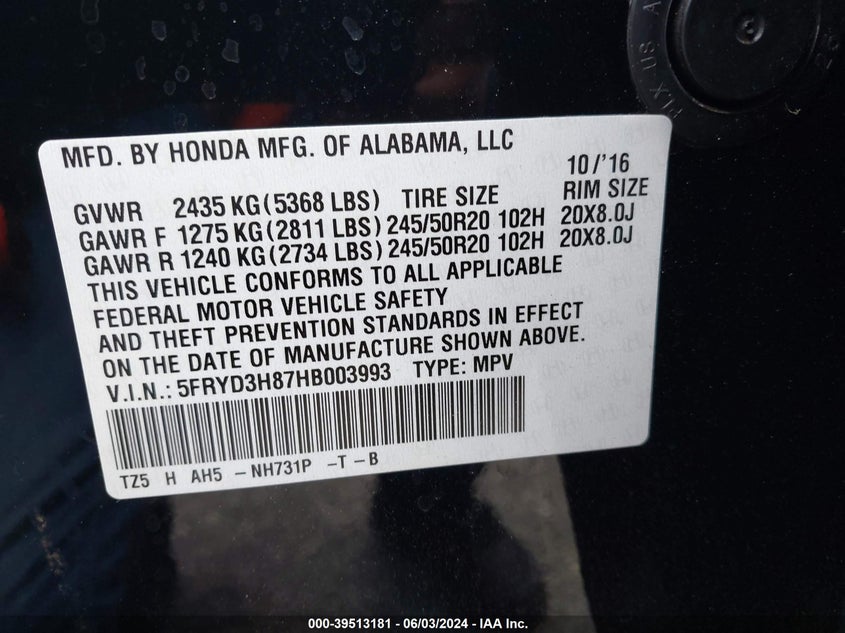 PIX US A
MFD. BY HONDA MFG. OF ALABAMA, LLC 10/'16
GVWR 2435 KG (5368 LBS) TIRE SIZE RIM SIZE
GAWR F 1275 KG (2811 LBS) 245/50R20 102H 20X8.0J
GAWR R 1240 KG (2734 LBS) 245/50R20 102H 20X8.0J
THIS VEHICLE CONFORMS TO ALL APPLICABLE
FEDERAL MOTOR VEHICLE SAFETY
AND THEFT PREVENTION STANDARDS IN EFFECT
ON THE DATE OF MANUFACTURE SHOWN ABOVE.
V.I.N.: 5FRYD3H87HB003993 TYPE: MPV
TZ5 H AH5 - NH731P - T - B
000-39513181 - 06/03/2024 - IAA Inc.